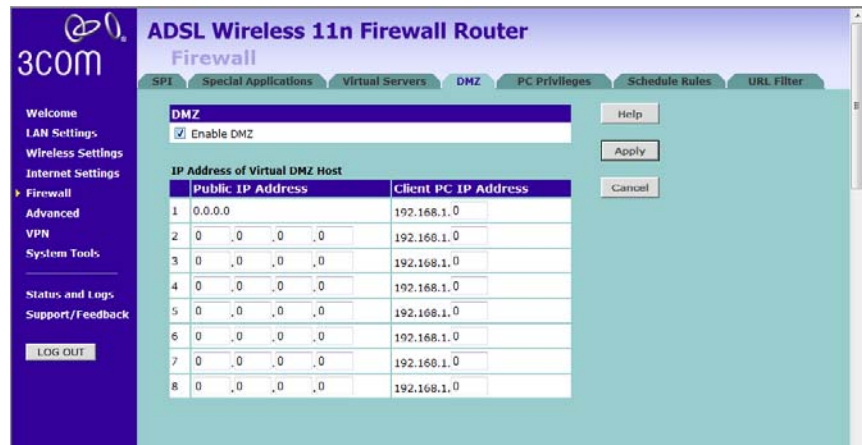 3COM
ADSL Wireless 11n Firewall Router
Firewall
SPI Special Applications Virtual Servers DMZ PC Privileges Schedule Rules URL Filter
Welcome
LAN Settings
Wireless Settings
Internet Settings
Firewall
Advanced
VPN
System Tools
Status and Logs
Support/Feedback
LOG OUT
DMZ
Enable DMZ
IP Address of Virtual DMZ Host
Public IP Address Client PC IP Address
1 0.0.0.0 192.168.1. 0
2 0 .0 .0 .0 192.168.1. 0
3 0 .0 .0 .0 192.168.1. 0
4 0 .0 .0 .0 192.168.1. 0
5 0 .0 .0 .0 192.168.1. 0
6 0 .0 .0 .0 192.168.1. 0
7 0 .0 .0 .0 192.168.1. 0
8 0 .0 .0 .0 192.168.1. 0
Help
Apply
Cancel